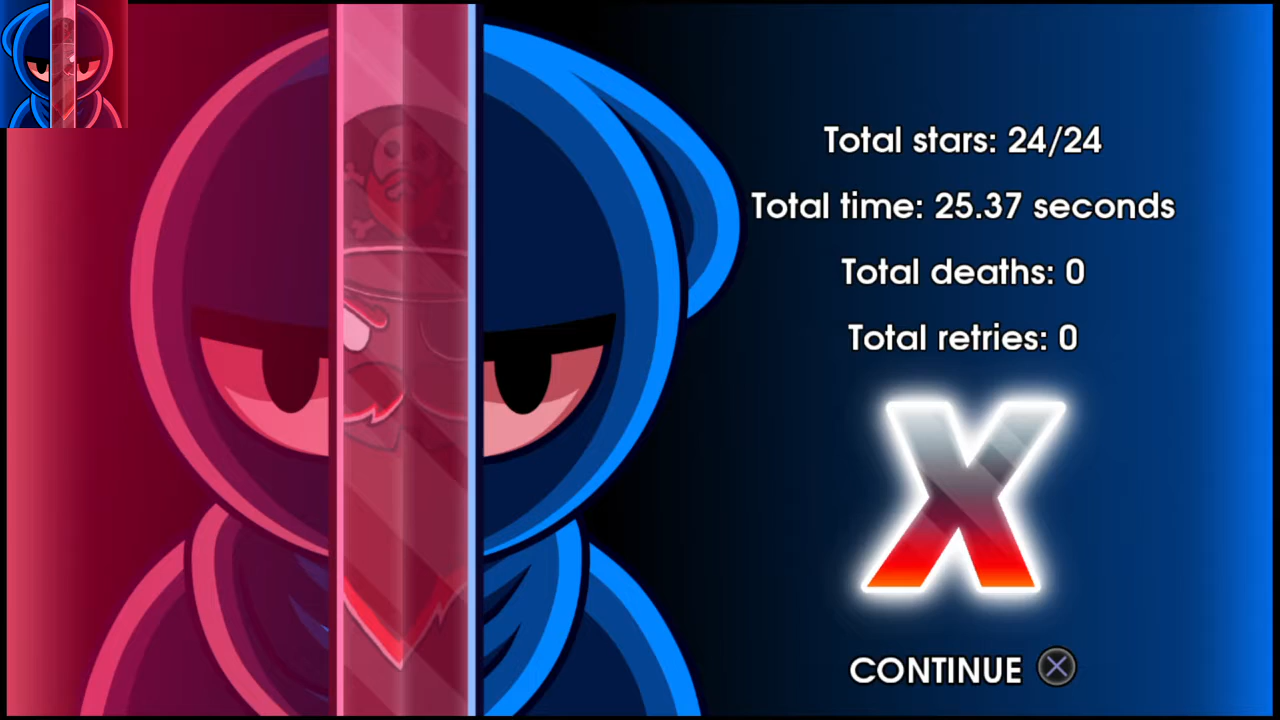 Total stars: 24/24
Total time: 25.37 seconds
Total deaths: 0
Total retries: 0
X
CONTINUE